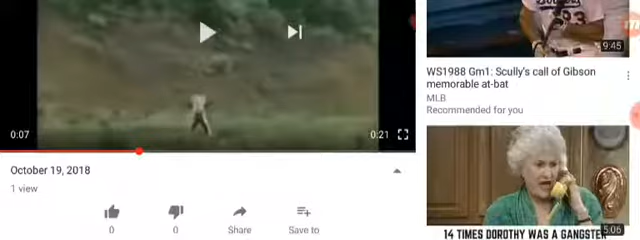 0:07
0:21
October 19, 2018
1 view
0
0
Share
Save to
9:45
WS1988 Gm1: Scully's call of Gibson
memorable at-bat
MLB
Recommended for you
14 TIMES DOROTHY WAS A GANGSTER
5:06